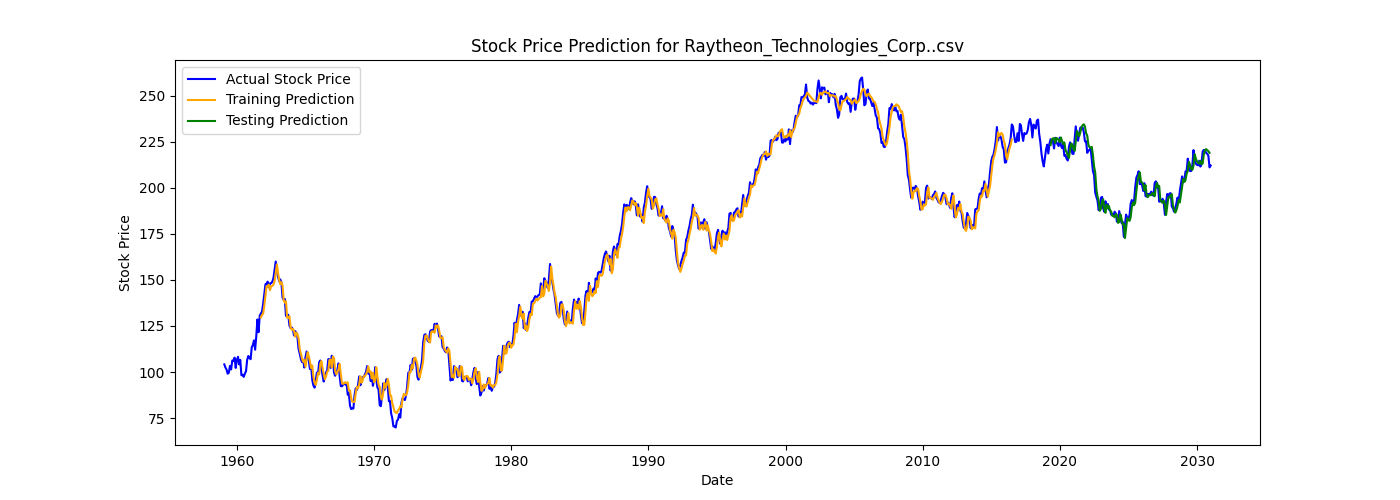 Stock Price Prediction for Raytheon_Technologies_Corp..csv
Actual Stock Price
Training Prediction
Testing Prediction
Stock Price
250
225
200
175
150
125
100
75
1960 1970 1980 1990 2000 2010 2020 2030
Date